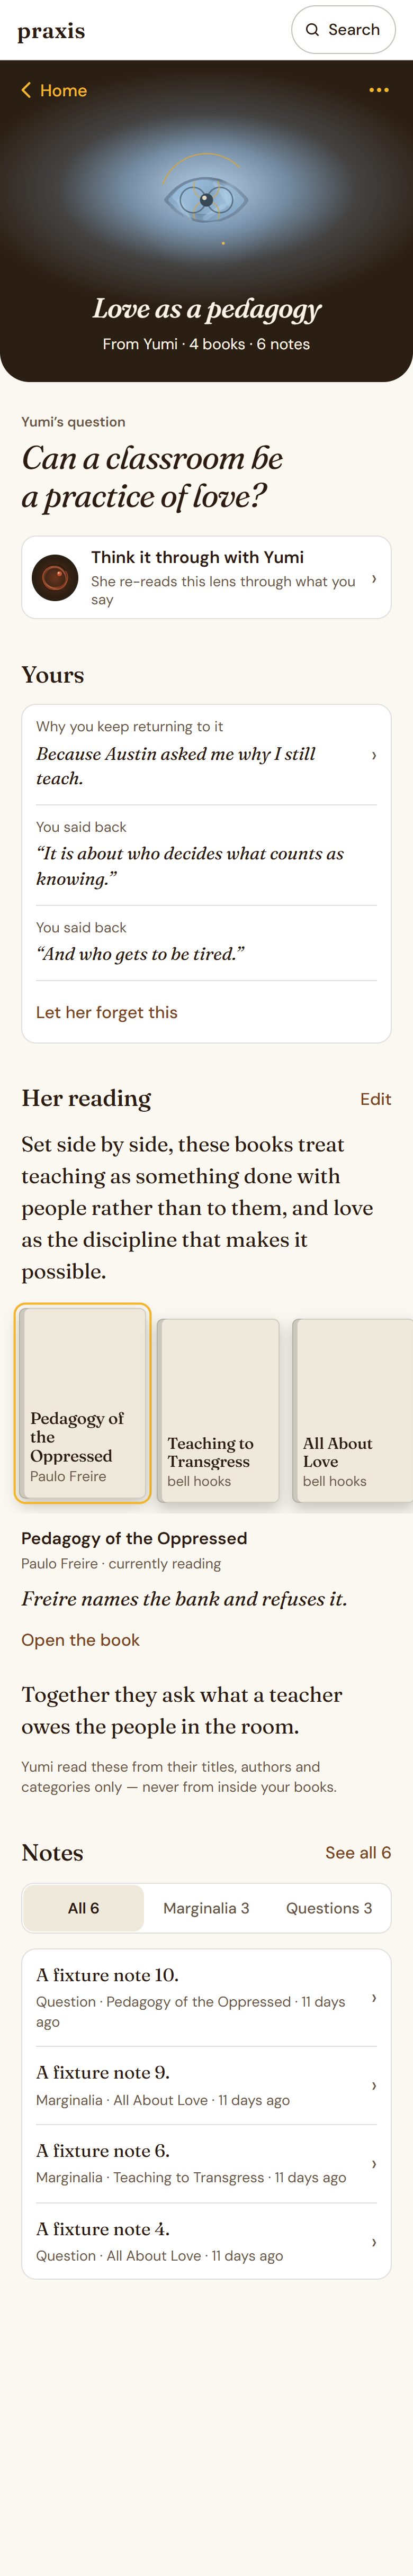 praxis
Search
Home
Love as a pedagogy
From Yumi · 4 books · 6 notes
Yumi’s question
Can a classroom be
a practice of love?
Think it through with Yumi
She re-reads this lens through what you
say
Yours
Why you keep returning to it
Because Austin asked me why I still
teach.
You said back
“It is about who decides what counts as
knowing.”
You said back
“And who gets to be tired.”
Let her forget this
Her reading
Edit
Set side by side, these books treat
teaching as something done with
people rather than to them, and love
as the discipline that makes it
possible.
Pedagogy of
the
Oppressed
Paulo Freire
Teaching to
Transgress
bell hooks
All About
Love
bell hooks
Pedagogy of the Oppressed
Paulo Freire · currently reading
Freire names the bank and refuses it.
Open the book
Together they ask what a teacher
owes the people in the room.
Yumi read these from their titles, authors and
categories only — never from inside your books.
Notes
See all 6
All 6
Marginalia 3
Questions 3
A fixture note 10.
Question · Pedagogy of the Oppressed · 11 days
ago
A fixture note 9.
Marginalia · All About Love · 11 days ago
A fixture note 6.
Marginalia · Teaching to Transgress · 11 days ago
A fixture note 4.
Question · All About Love · 11 days ago